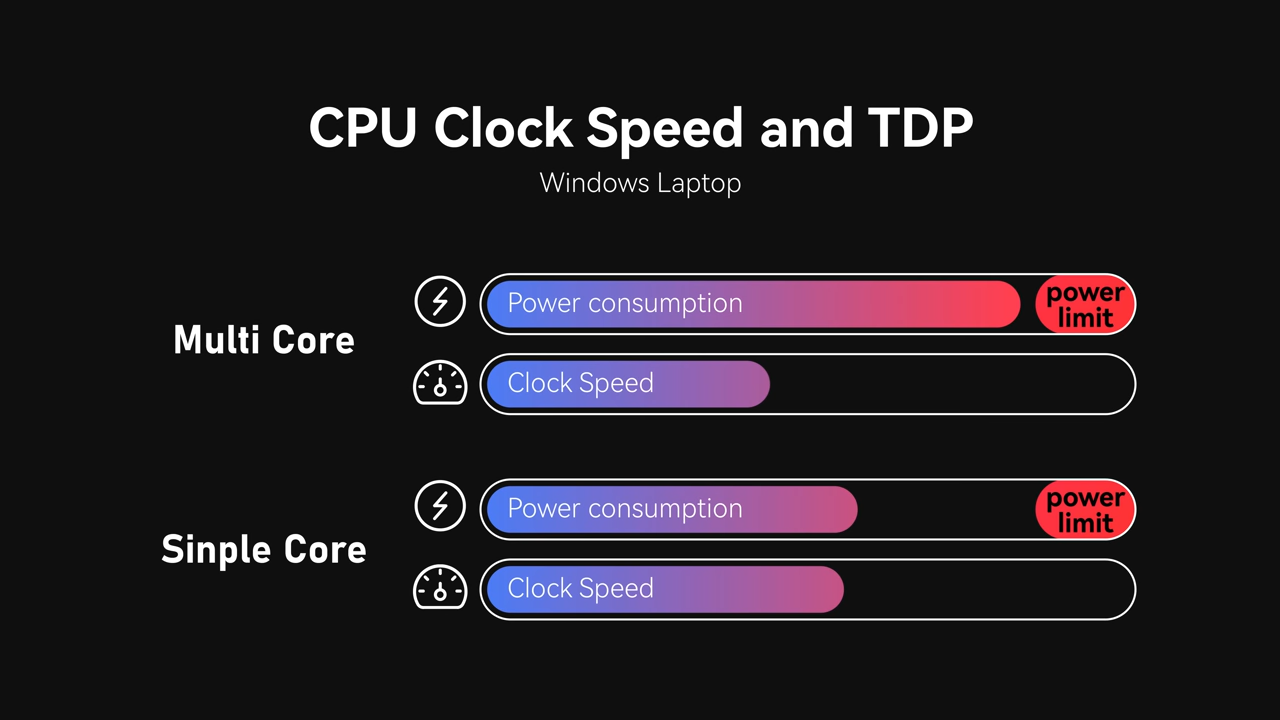 CPU Clock Speed and TDP
Windows Laptop
Multi Core
Power consumption
power
limit
Clock Speed
Sinple Core
Power consumption
power
limit
Clock Speed